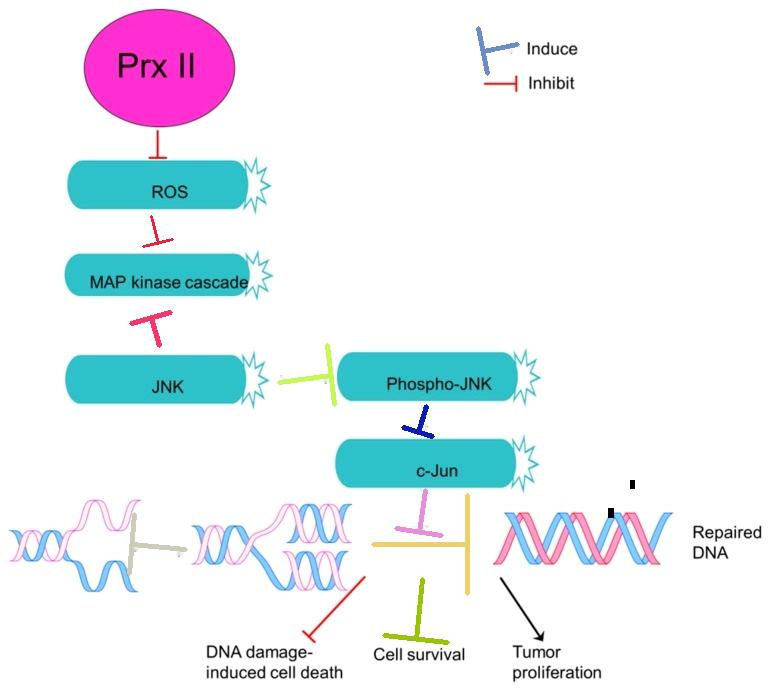 Prx II
Induce
Inhibit
ROS
MAP kinase cascade
JNK
Phospho-JNK
c-Jun
Repaired
DNA
DNA damage-
induced cell death
Cell survival
Tumor
proliferation